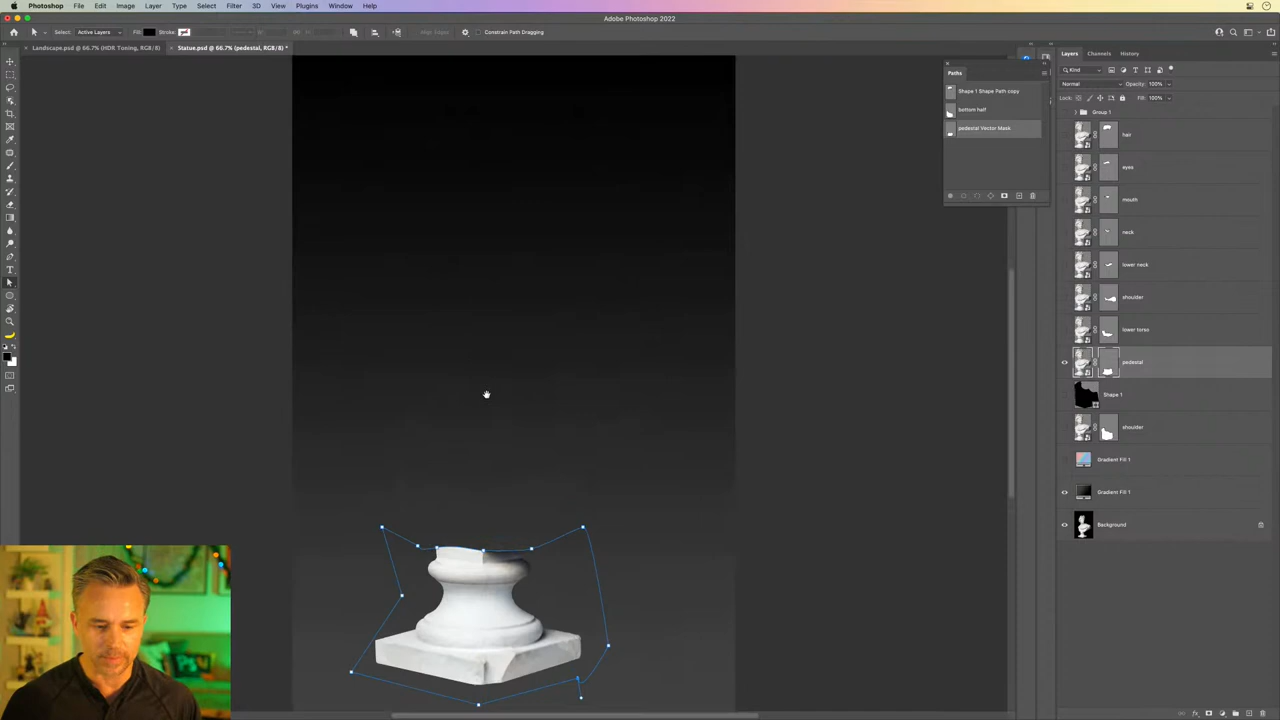 Photoshop File Edit Image Layer Type Select Filter 3D View Plugins Window Help
Adobe Photoshop 2022
Select: Active Layers Fill: Stroke: Align Edges Constrain Path Dragging
Landscape.psd @ 66.7% (HDR Toning, RGB/8) × Statue.psd @ 66.7% (pedestal, RGB/8) *
Paths
Shape 1 Shape Path copy
bottom half
pedestal Vector Mask
Layers Channels History
Kind
Normal Opacity: 100%
Lock: Fill: 100%
Group 1
hair
eyes
mouth
neck
lower neck
shoulder
lower torso
pedestal
Shape 1
shoulder
Gradient Fill 1
Gradient Fill 1
Background